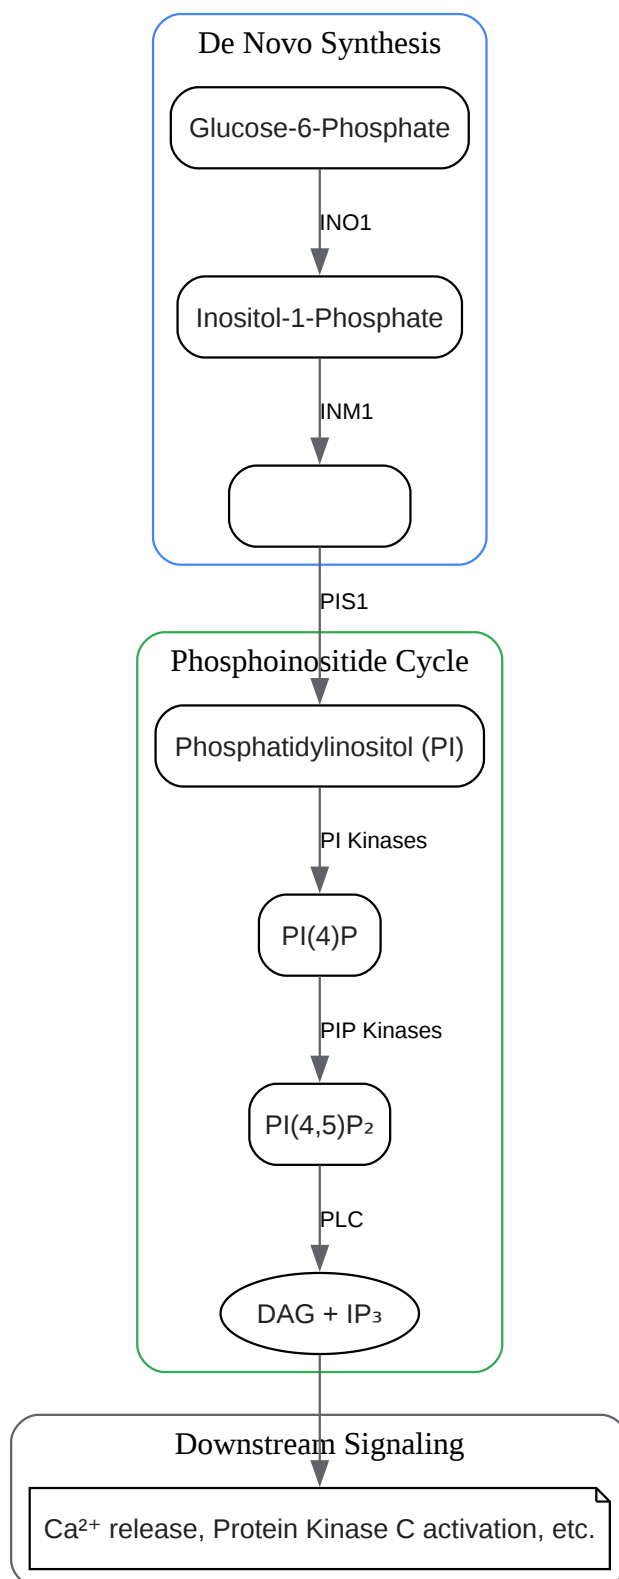 De Novo Synthesis
Glucose-6-Phosphate
INO1
Inositol-1-Phosphate
INM1
PIS1
Phosphoinositide Cycle
Phosphatidylinositol (PI)
PI Kinases
PI(4)P
PIP Kinases
PI(4,5)P₂
PLC
DAG + IP₃
Downstream Signaling
Ca²⁺ release, Protein Kinase C activation, etc.